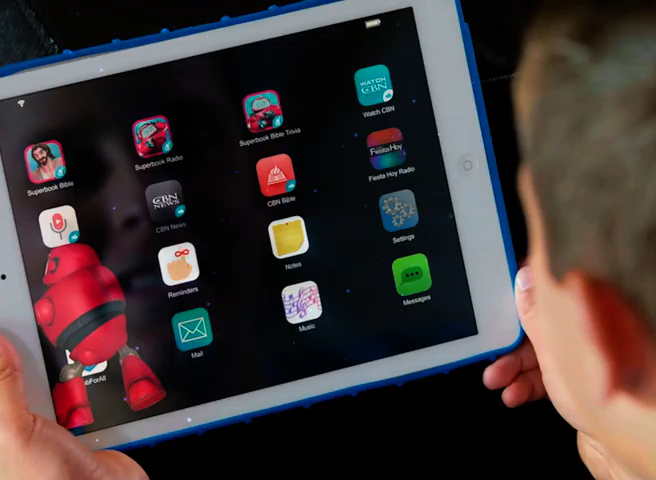 WATCH
CBN
Superbook Bible
Superbook Radio
Superbook Bible Trivia
Watch CBN
CBN
NEWS
Fiesta Hoy
CBN News
CBN Bible
Fiesta Hoy Radio
Reminders
Notes
Settings
bForAll
Mail
Music
Messages